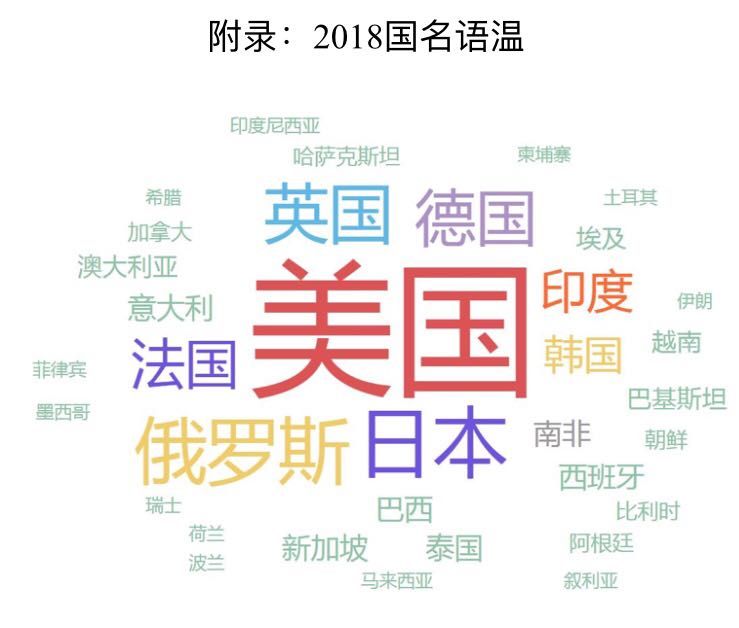 附录：2018国名语温
印度尼西亚
哈萨克斯坦
柬埔寨
希腊
土耳其
英国
德国
加拿大
埃及
澳大利亚
美国
印度
意大利
伊朗
法国
韩国
越南
菲律宾
巴基斯坦
墨西哥
俄罗斯
日本
南非
朝鲜
西班牙
瑞士
巴西
比利时
荷兰
新加坡
泰国
阿根廷
波兰
马来西亚
叙利亚